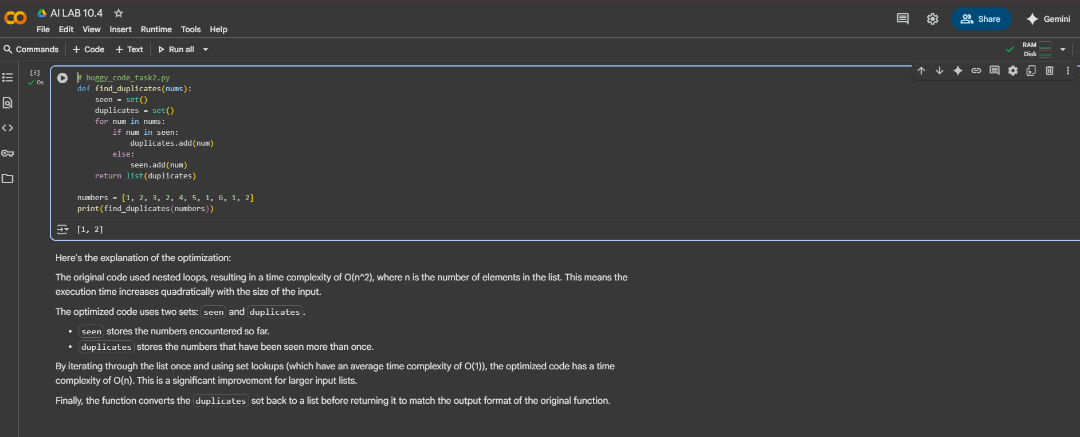 CO AI LAB 10.4
File Edit View Insert Runtime Tools Help
Share
Gemini
Commands + Code + Text Run all
RAM
Disk
[3]
0s
# buggy_code_task2.py
def find_duplicates(nums):
    seen = set()
    duplicates = set()
    for num in nums:
        if num in seen:
            duplicates.add(num)
        else:
            seen.add(num)
    return list(duplicates)
numbers = [1, 2, 3, 2, 4, 5, 1, 6, 1, 2]
print(find_duplicates(numbers))
[1, 2]
Here's the explanation of the optimization:
The original code used nested loops, resulting in a time complexity of O(n^2), where n is the number of elements in the list. This means the
execution time increases quadratically with the size of the input.
The optimized code uses two sets: seen and duplicates.
• seen stores the numbers encountered so far.
• duplicates stores the numbers that have been seen more than once.
By iterating through the list once and using set lookups (which have an average time complexity of O(1)), the optimized code has a time
complexity of O(n). This is a significant improvement for larger input lists.
Finally, the function converts the duplicates set back to a list before returning it to match the output format of the original function.